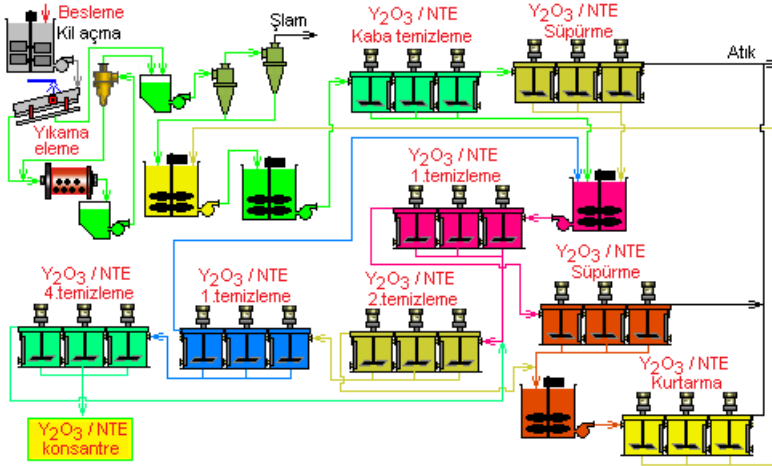 Besleme
Kil açma
Yıkama
eleme
Şlam
Y2O3 / NTE
Kaba temizleme
Y2O3 / NTE
Süpürme
Atık
Y2O3 / NTE
1.temizleme
Y2O3 / NTE
Süpürme
Y2O3 / NTE
4.temizleme
Y2O3 / NTE
1.temizleme
Y2O3 / NTE
2.temizleme
Y2O3 / NTE
Kurtarma
Y2O3 / NTE
konsantre